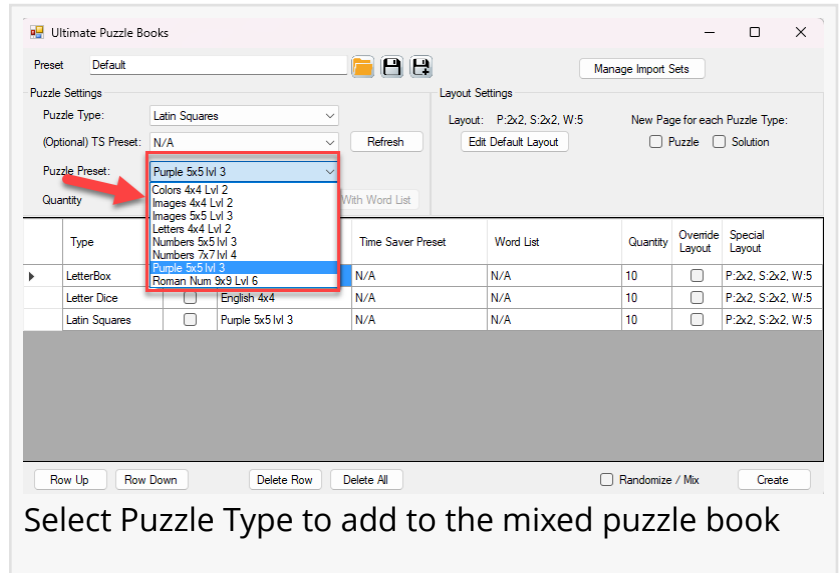 Ultimate Puzzle Books
Preset Default Manage Import Sets
Puzzle Settings Layout Settings
Puzzle Type: Latin Squares Layout: P:2x2, S:2x2, W:5 New Page for each Puzzle Type:
(Optional) TS Preset: N/A Refresh Edit Default Layout Puzzle Solution
Puzzle Preset: Purple 5x5 lvl 3
Colors 4x4 Lvl 2
Images 4x4 Lvl 2
Quantity With Word List
Images 5x5 Lvl 3
Letters 4x4 Lvl 2
Numbers 5x5 lvl 3
Numbers 7x7 lvl 4
Purple 5x5 lvl 3
Roman Num 9x9 Lvl 6
Type Time Saver Preset Word List Quantity Override Layout Special Layout
LetterBox N/A N/A 10 P:2x2, S:2x2, W:5
Letter Dice English 4x4 N/A N/A 10 P:2x2, S:2x2, W:5
Latin Squares Purple 5x5 lvl 3 N/A N/A 10 P:2x2, S:2x2, W:5
Row Up Row Down Delete Row Delete All Randomize / Mix Create
Select Puzzle Type to add to the mixed puzzle book